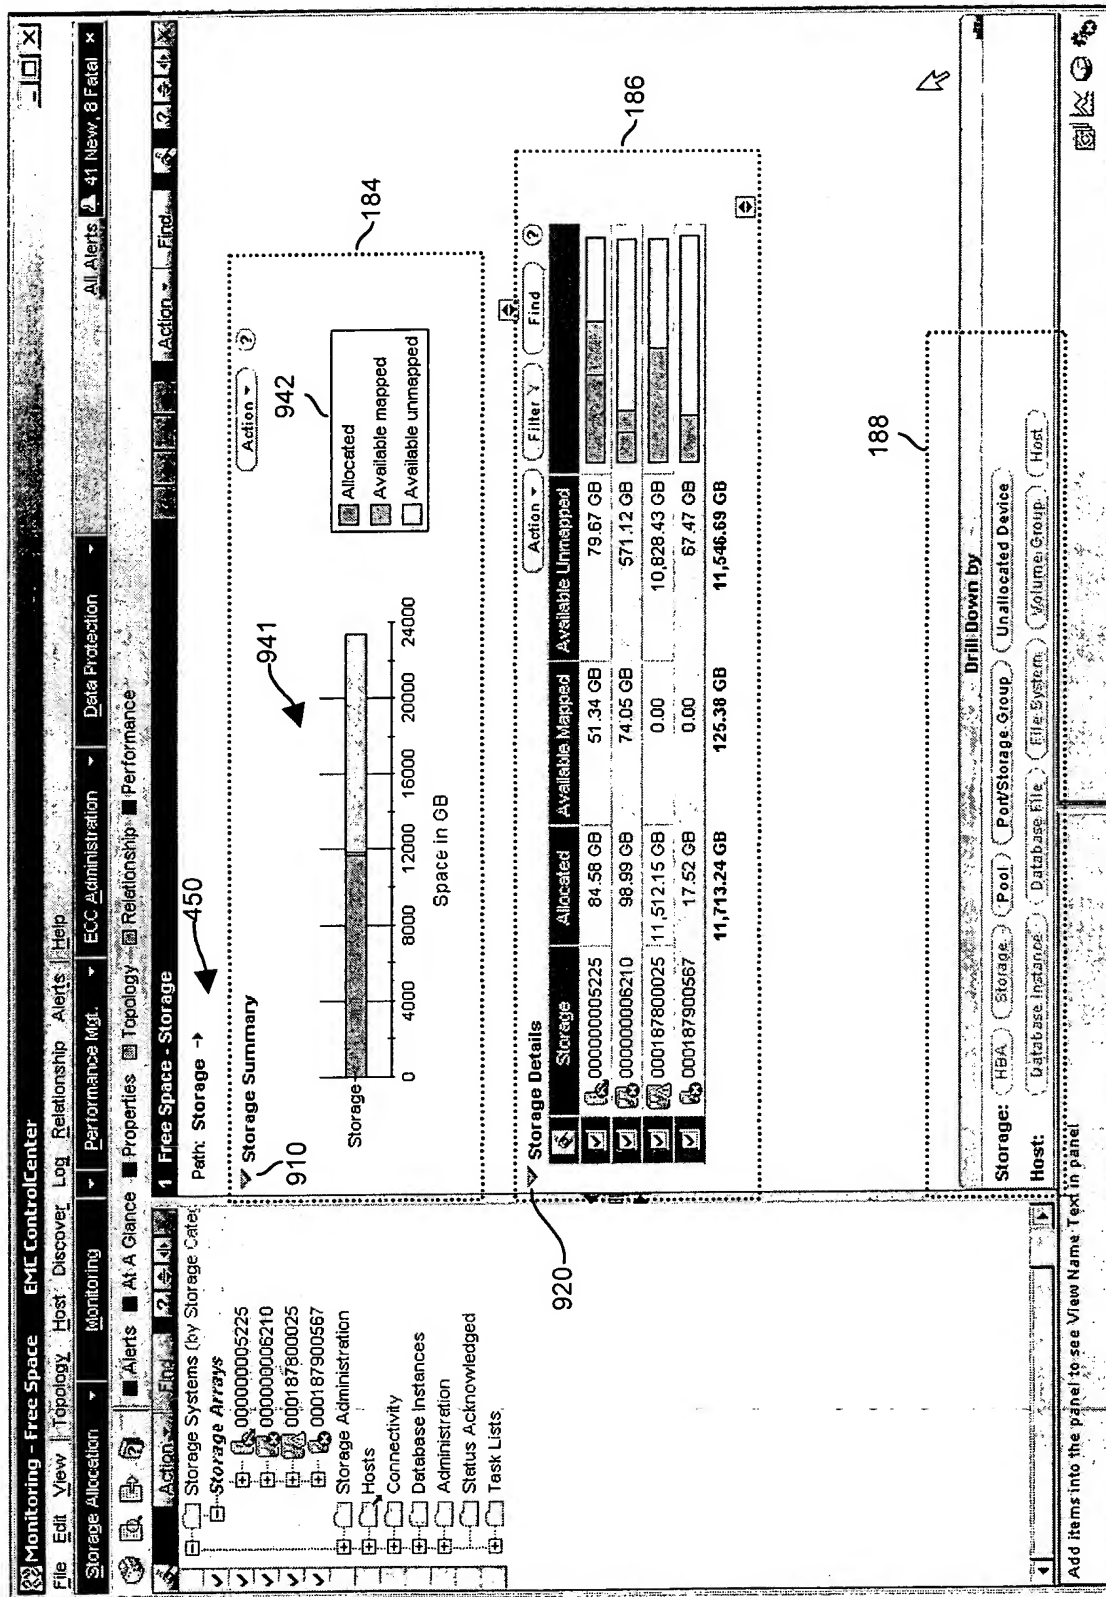 Monitoring - Free Space EMC ControlCenter
File Edit View Topology Host Discover Log Relationship Alerts Help
Storage Allocation Monitoring Performance Mgt. ECC Administration Data Protection All Alerts 41 New, 8 Fatal ×
Alerts At A Glance Properties Topology Relationship Performance
Action Find ?
Storage Systems (by Storage Categ
Storage Arrays
000000005225
000000006210
000187800025
000187900567
Storage Administration
Hosts
Connectivity
Database Instances
Administration
Status Acknowledged
Task Lists
1 Free Space - Storage Action Find ?
Path: Storage →
450
Storage Summary
Action ?
910
184
Storage
0 4000 8000 12000 16000 20000 24000
Space in GB
941
942
Allocated
Available mapped
Available unmapped
Storage Details
Action Filter Y Find ?
920
186
Storage Allocated Available Mapped Available Unmapped
000000005225 84.58 GB 51.34 GB 79.67 GB
000000006210 98.99 GB 74.05 GB 571.12 GB
000187800025 11,512.15 GB 0.00 10,828.43 GB
000187900567 17.52 GB 0.00 67.47 GB
11,713.24 GB 125.38 GB 11,546.69 GB
188
Drill Down by
Storage: HBA Storage Pool Port/Storage Group Unallocated Device
Host: Database Instance Database File File System Volume Group Host
Add items into the panel to see View Name Text in panel